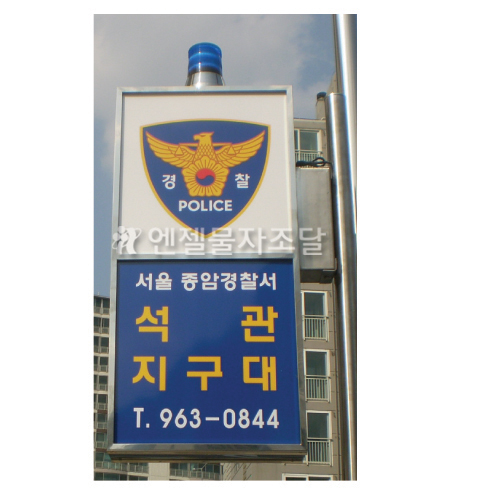 경 찰
POLICE
엔젤물자조달
서울 종암경찰서
석 관
지구대
T. 963-0844